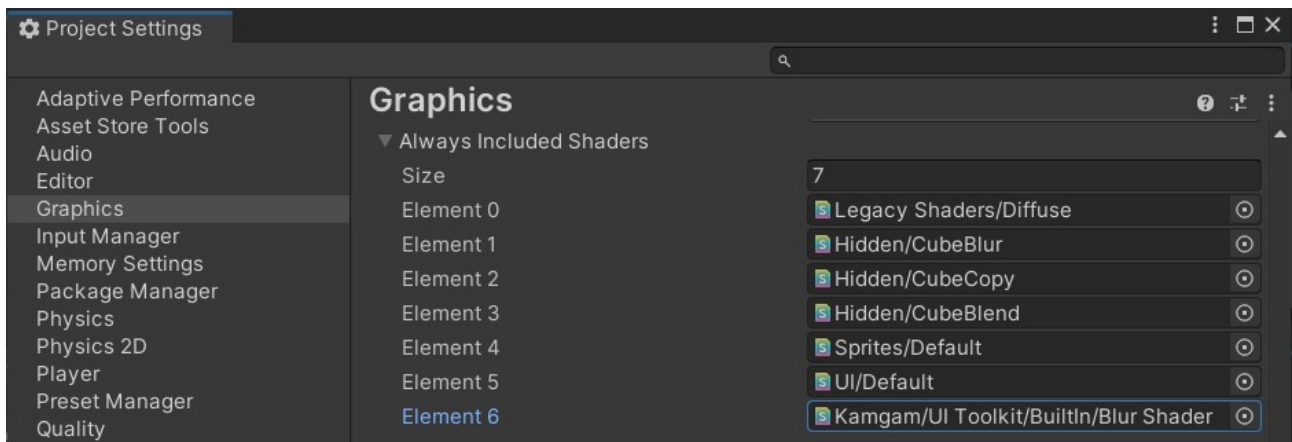 Project Settings
Adaptive Performance
Asset Store Tools
Audio
Editor
Graphics
Input Manager
Memory Settings
Package Manager
Physics
Physics 2D
Player
Preset Manager
Quality
Graphics
Always Included Shaders
Size 7
Element 0 Legacy Shaders/Diffuse
Element 1 Hidden/CubeBlur
Element 2 Hidden/CubeCopy
Element 3 Hidden/CubeBlend
Element 4 Sprites/Default
Element 5 UI/Default
Element 6 Kamgam/UI Toolkit/BuiltIn/Blur Shader